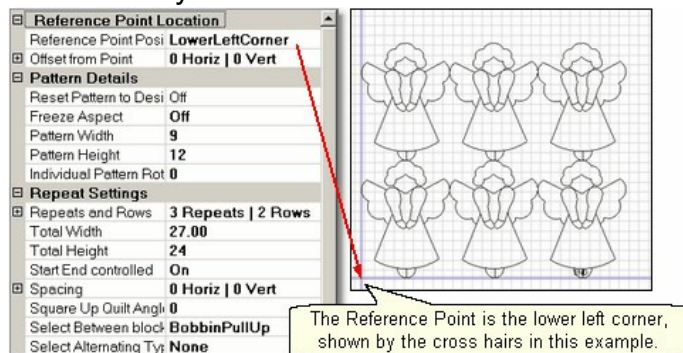 Reference Point Location
Reference Point Posi LowerLeftCorner
Offset from Point 0 Horiz | 0 Vert
Pattern Details
Reset Pattern to Desi Off
Freeze Aspect Off
Pattern Width 9
Pattern Height 12
Individual Pattern Rot 0
Repeat Settings
Repeats and Rows 3 Repeats | 2 Rows
Total Width 27.00
Total Height 24
Start End controlled On
Spacing 0 Horiz | 0 Vert
Square Up Quilt Angl 0
Select Between block BobbinPullUp
Select Alternating Ty None
The Reference Point is the lower left corner,
shown by the cross hairs in this example.